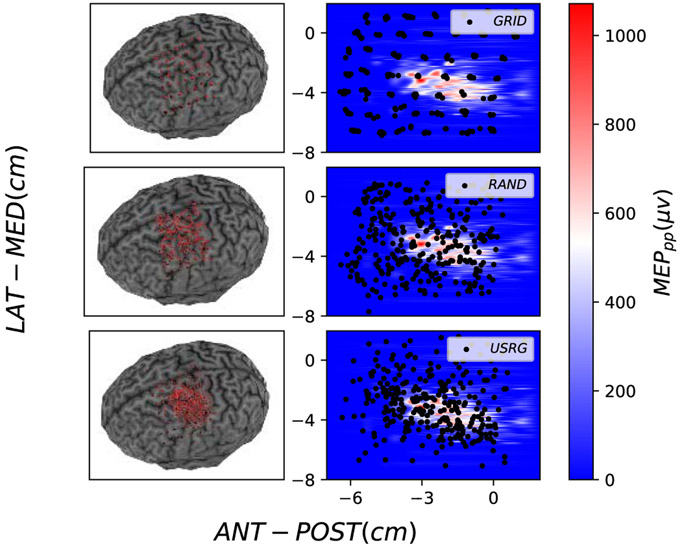 LAT – MED(cm)
GRID
0
−4
−8
RAND
0
−4
−8
USRG
0
−4
−8
−6 −3 0
ANT – POST(cm)
1000
800
600
400
200
0
MEPpp(μv)